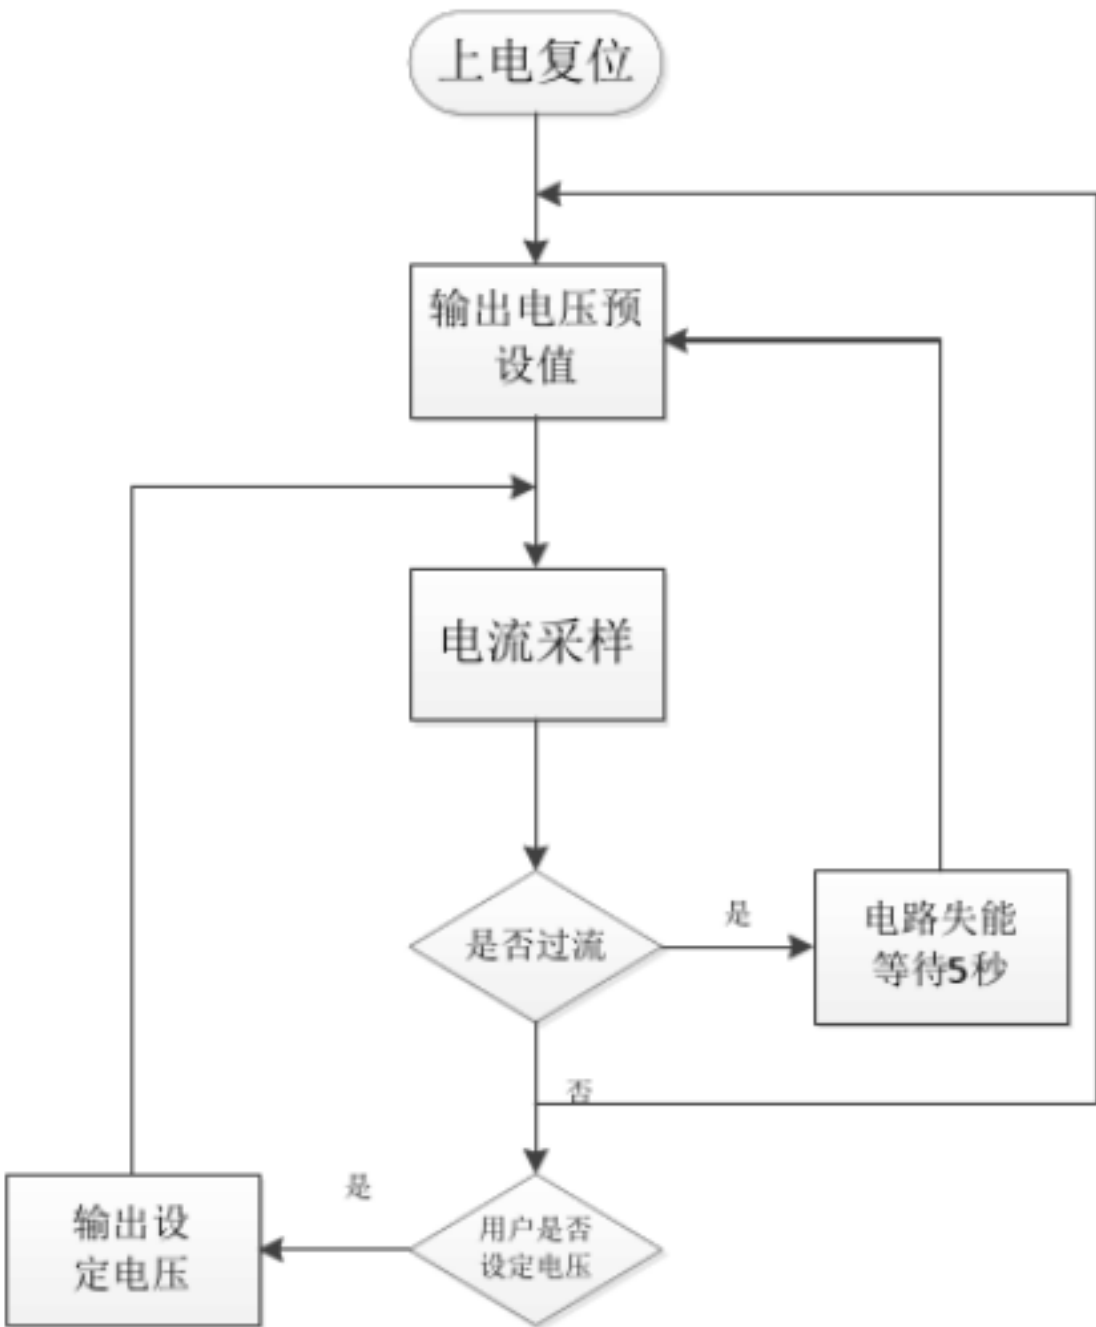 上电复位
输出电压预
设值
电流采样
是否过流
是
电路失能
等待5秒
否
是
用户是否
设定电压
输出设
定电压